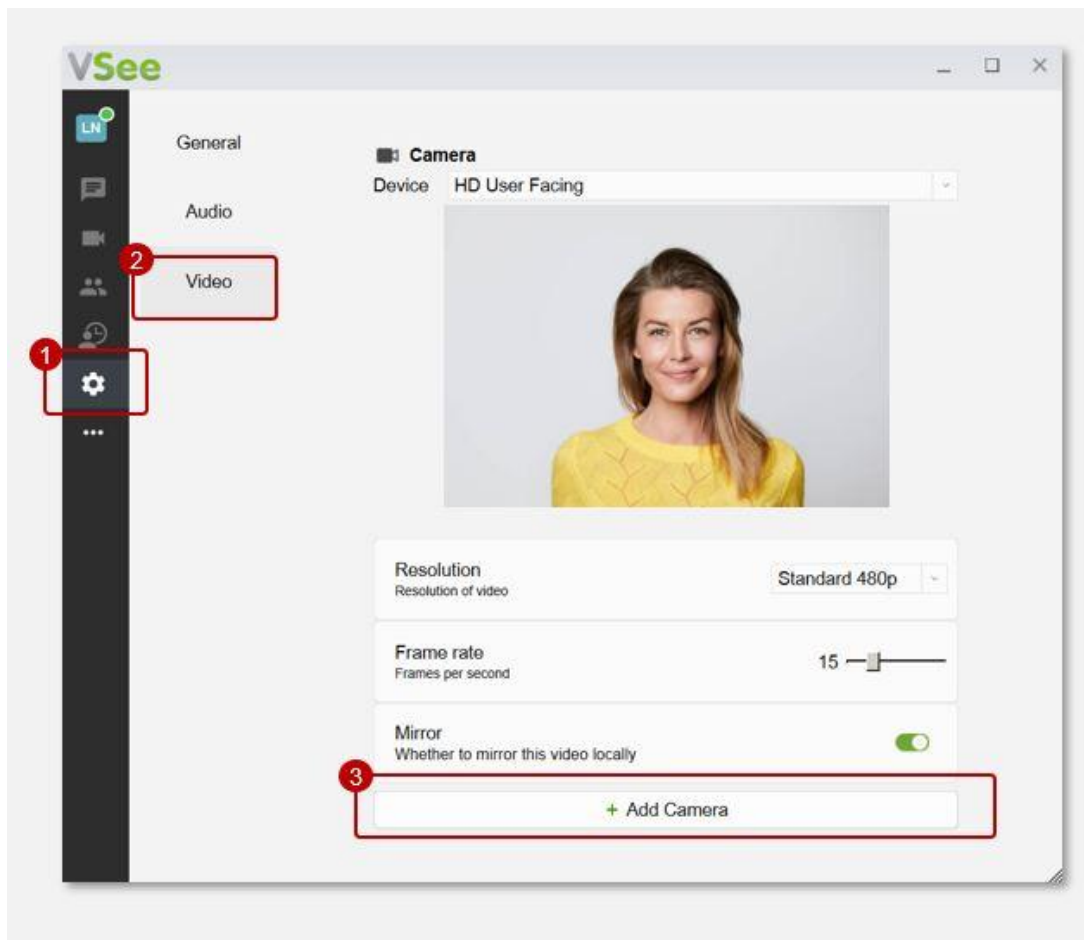 VSee
LN
General
Audio
2
Video
1
Camera
Device HD User Facing
Resolution
Resolution of video
Standard 480p
Frame rate
Frames per second
15
Mirror
Whether to mirror this video locally
3
+ Add Camera